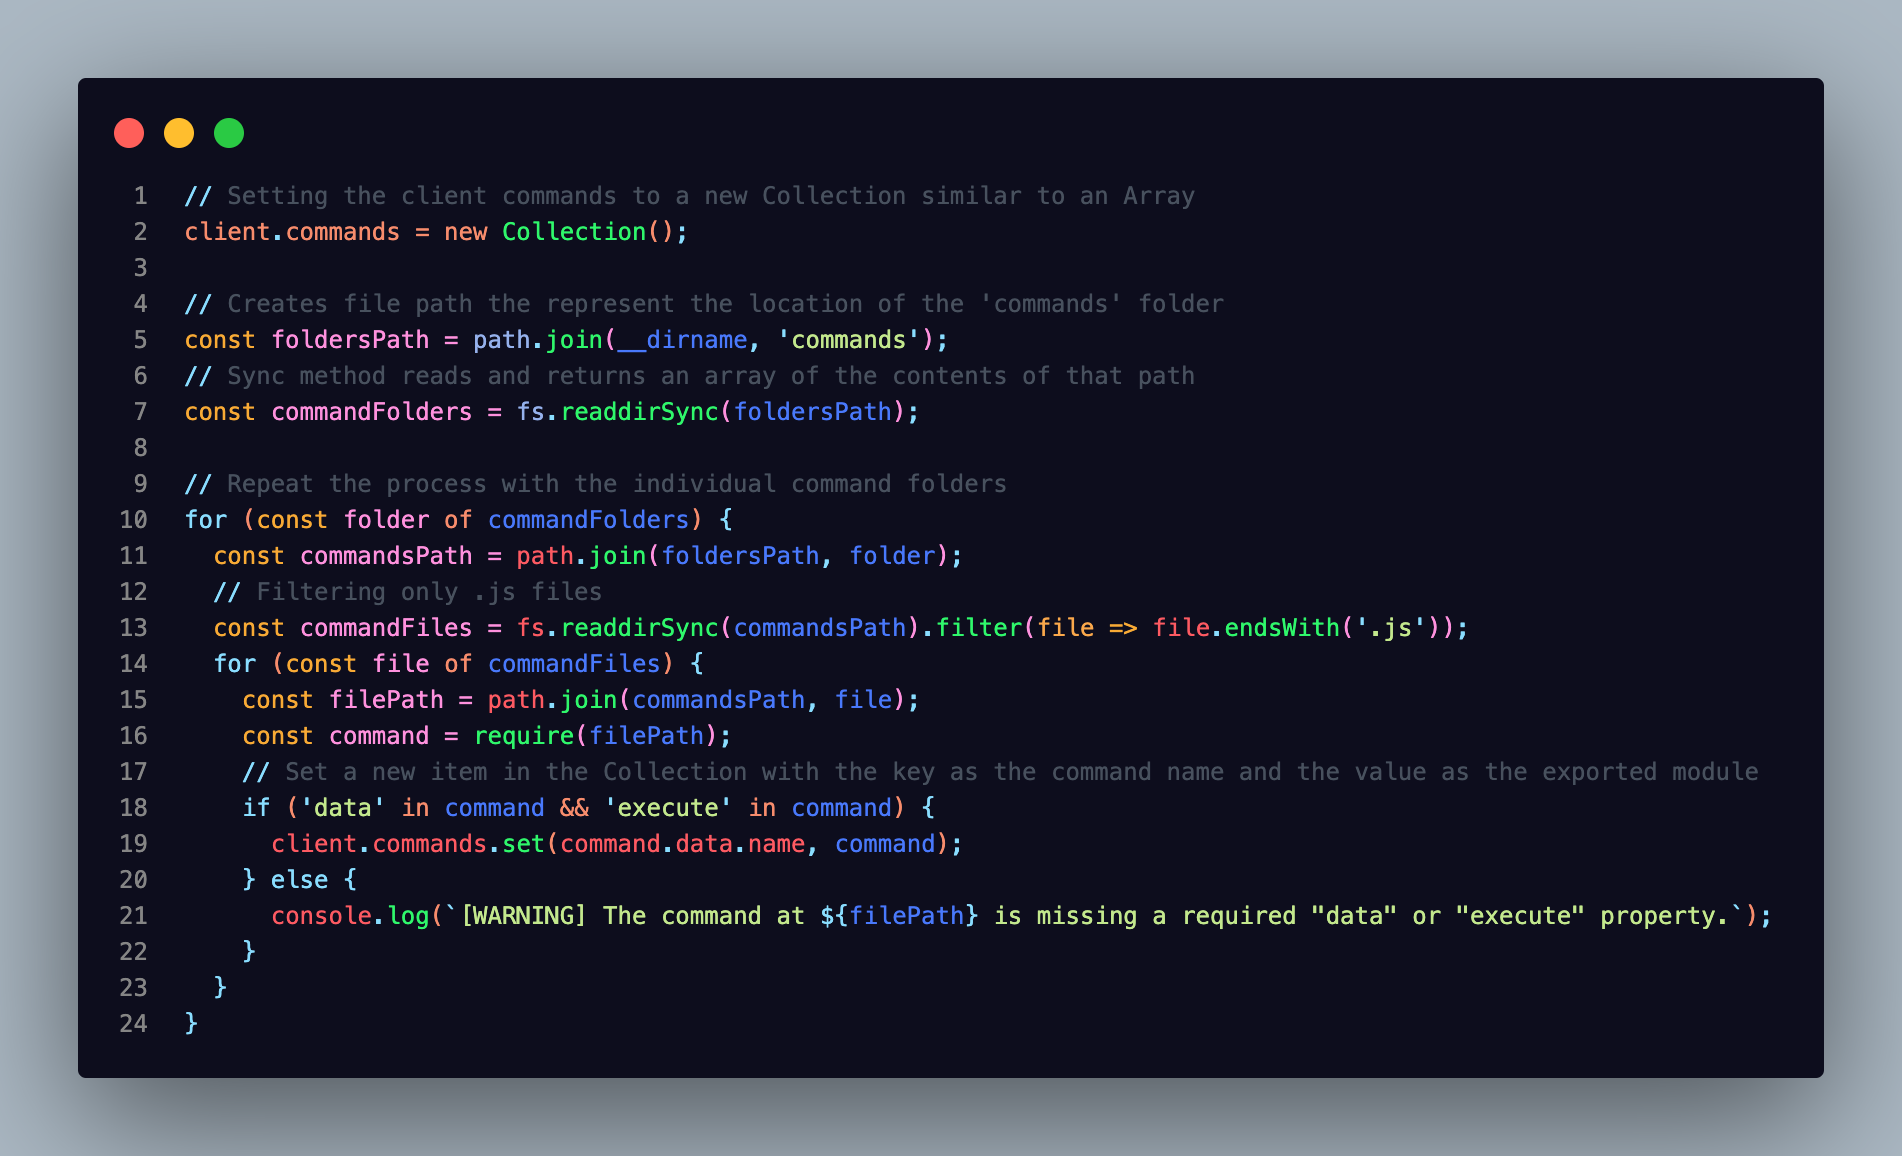 1 // Setting the client commands to a new Collection similar to an Array
2 client.commands = new Collection();
3
4 // Creates file path the represent the location of the 'commands' folder
5 const foldersPath = path.join(__dirname, 'commands');
6 // Sync method reads and returns an array of the contents of that path
7 const commandFolders = fs.readdirSync(foldersPath);
8
9 // Repeat the process with the individual command folders
10 for (const folder of commandFolders) {
11   const commandsPath = path.join(foldersPath, folder);
12   // Filtering only .js files
13   const commandFiles = fs.readdirSync(commandsPath).filter(file => file.endsWith('.js'));
14   for (const file of commandFiles) {
15     const filePath = path.join(commandsPath, file);
16     const command = require(filePath);
17     // Set a new item in the Collection with the key as the command name and the value as the exported module
18     if ('data' in command && 'execute' in command) {
19       client.commands.set(command.data.name, command);
20     } else {
21       console.log(`[WARNING] The command at ${filePath} is missing a required "data" or "execute" property.`);
22     }
23   }
24 }